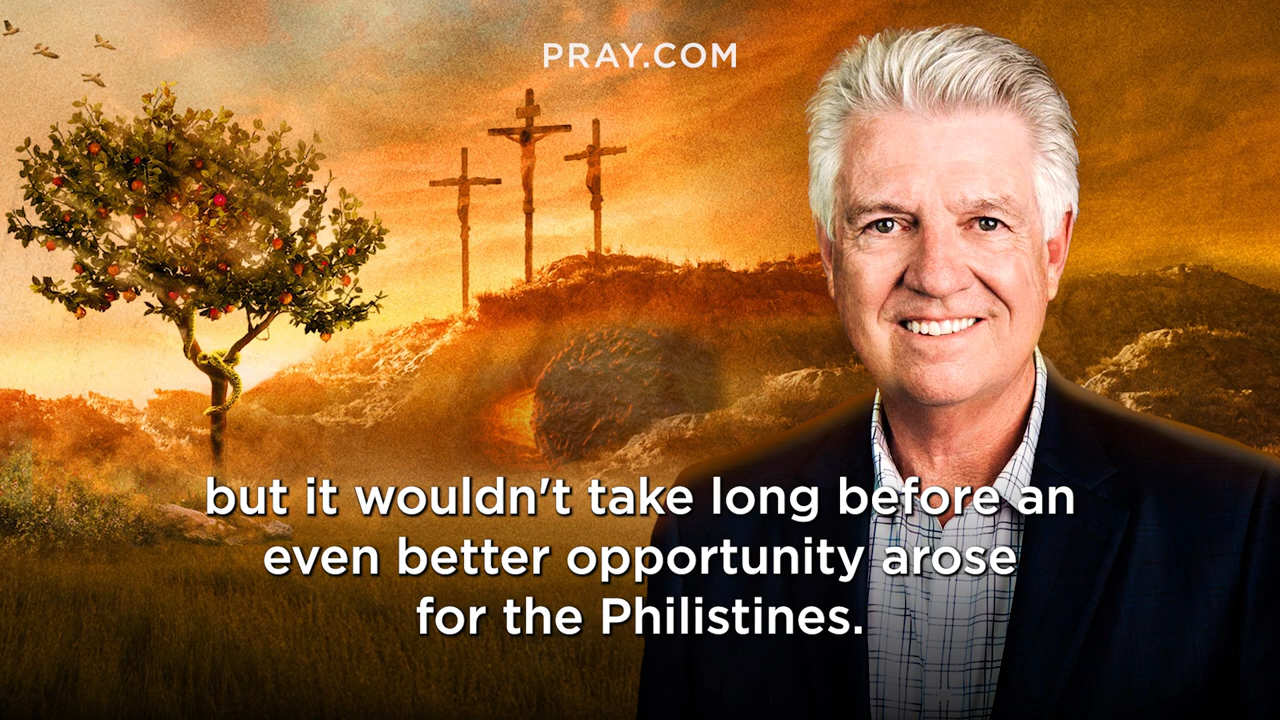 PRAY.COM
but it wouldn't take long before an
even better opportunity arose
for the Philistines.